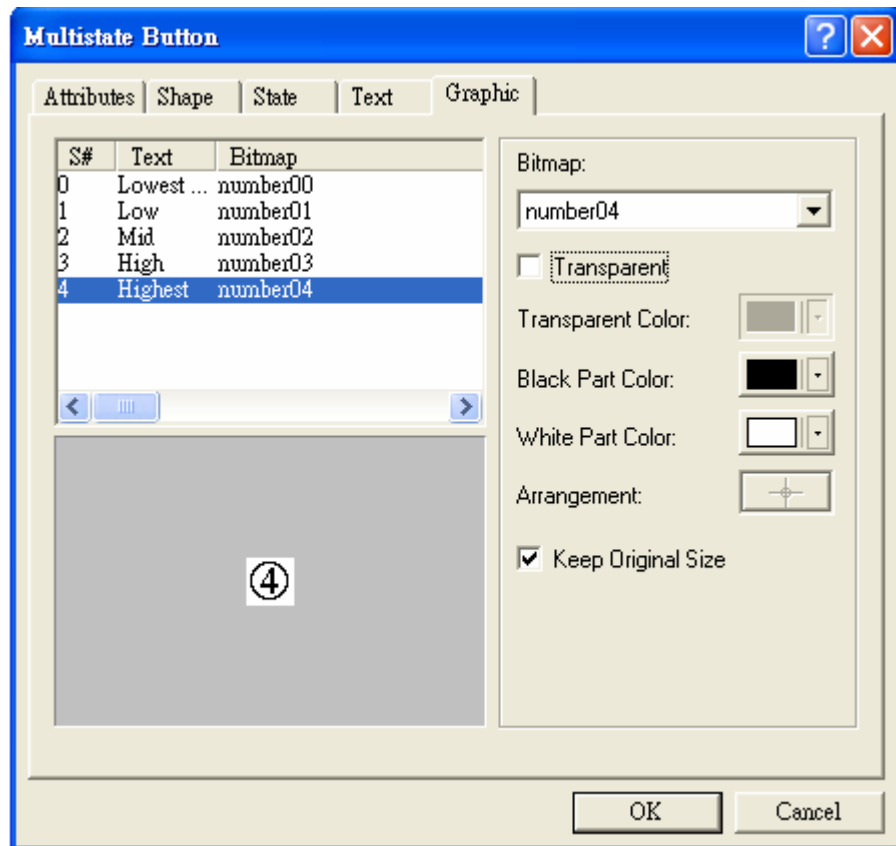 Multistate Button
Attributes Shape State Text Graphic
S# Text Bitmap
0 Lowest ... number00
1 Low number01
2 Mid number02
3 High number03
4 Highest number04
④
Bitmap:
number04
Transparent
Transparent Color:
Black Part Color:
White Part Color:
Arrangement:
Keep Original Size
OK Cancel